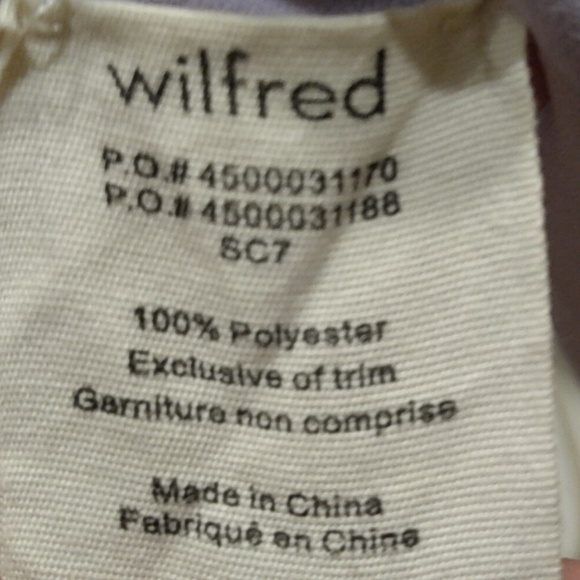 wilfred
P.O.# 4500031170
P.O.# 4500031188
SC7
100% Polyester
Exclusive of trim
Garniture non comprise
Made in China
Fabriqué en Chine